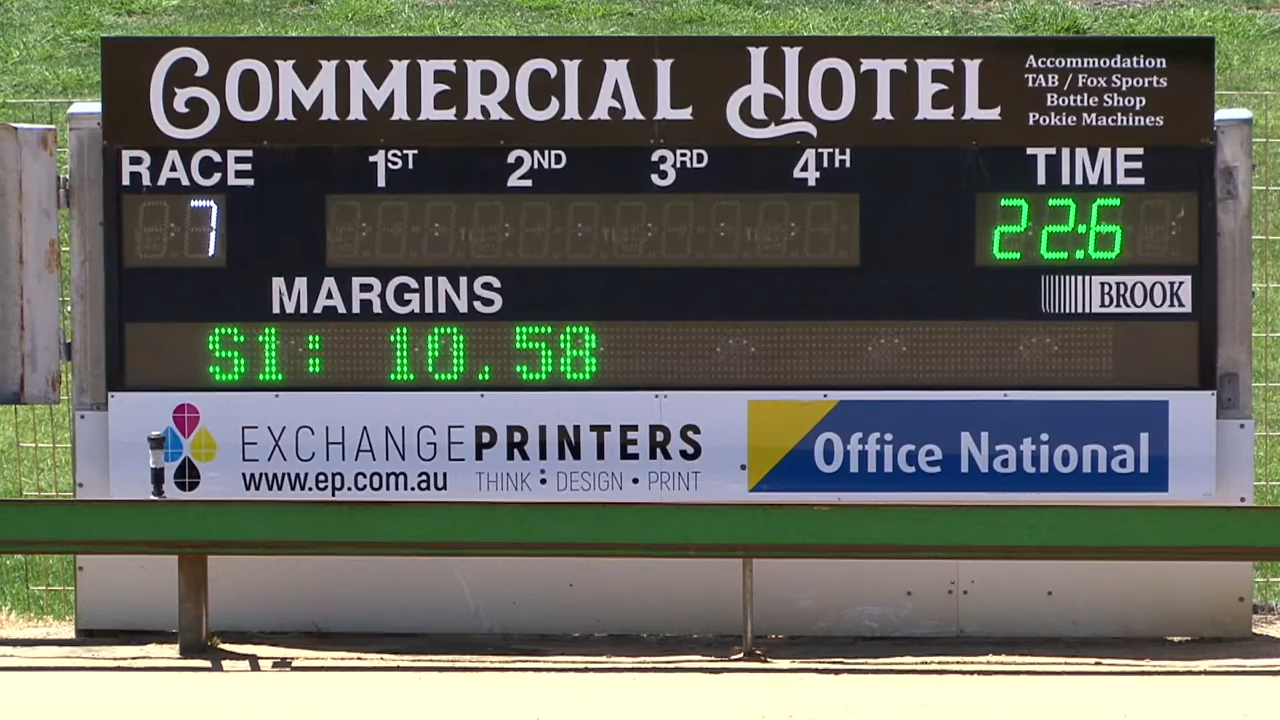 COMMERCIAL HOTEL
Accommodation
TAB / Fox Sports
Bottle Shop
Pokie Machines
RACE 1ST 2ND 3RD 4TH TIME
7 22:6
MARGINS
BROOK
S1: 10.58
EXCHANGEPRINTERS
www.ep.com.au THINK • DESIGN • PRINT
Office National